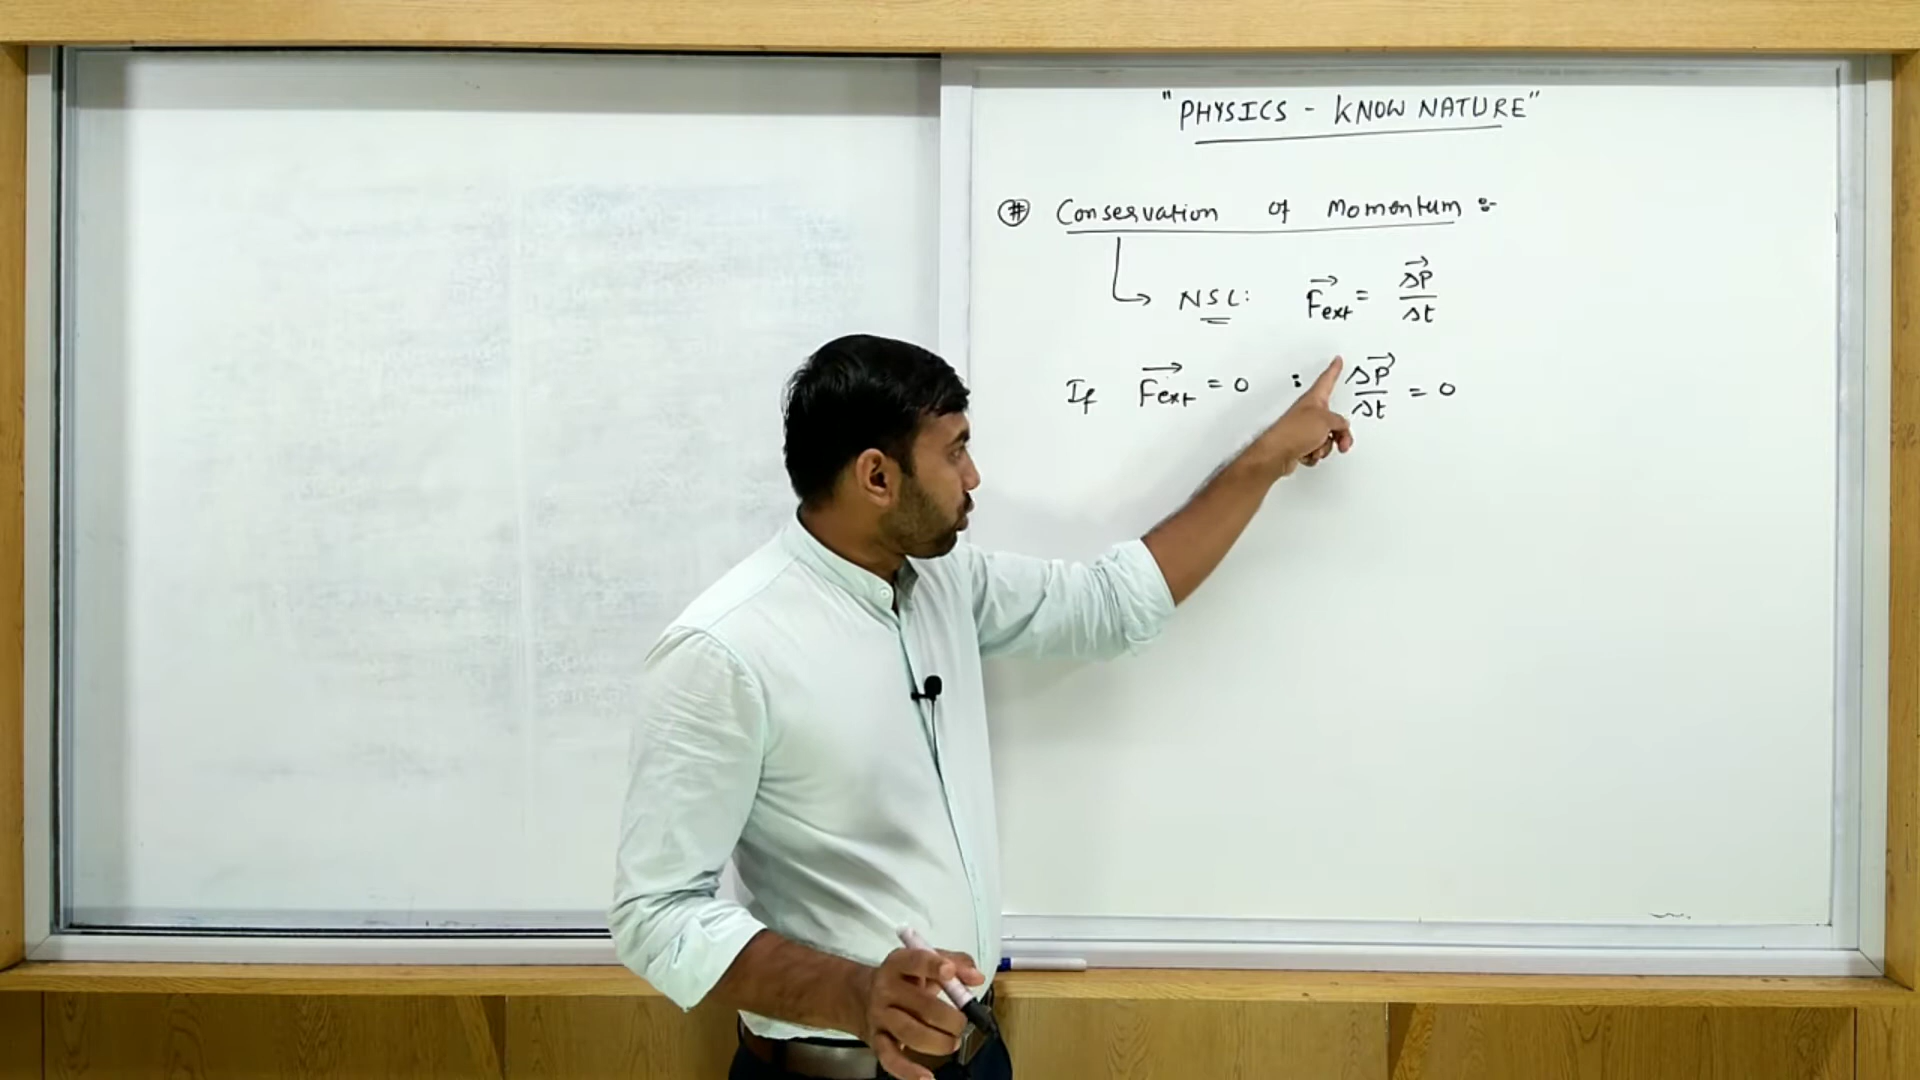 "PHYSICS - KNOW NATURE"
# Conservation of Momentum :-
NSL: F⃗ext = ΔP⃗/Δt
If F⃗ext = 0 : ΔP⃗/Δt = 0